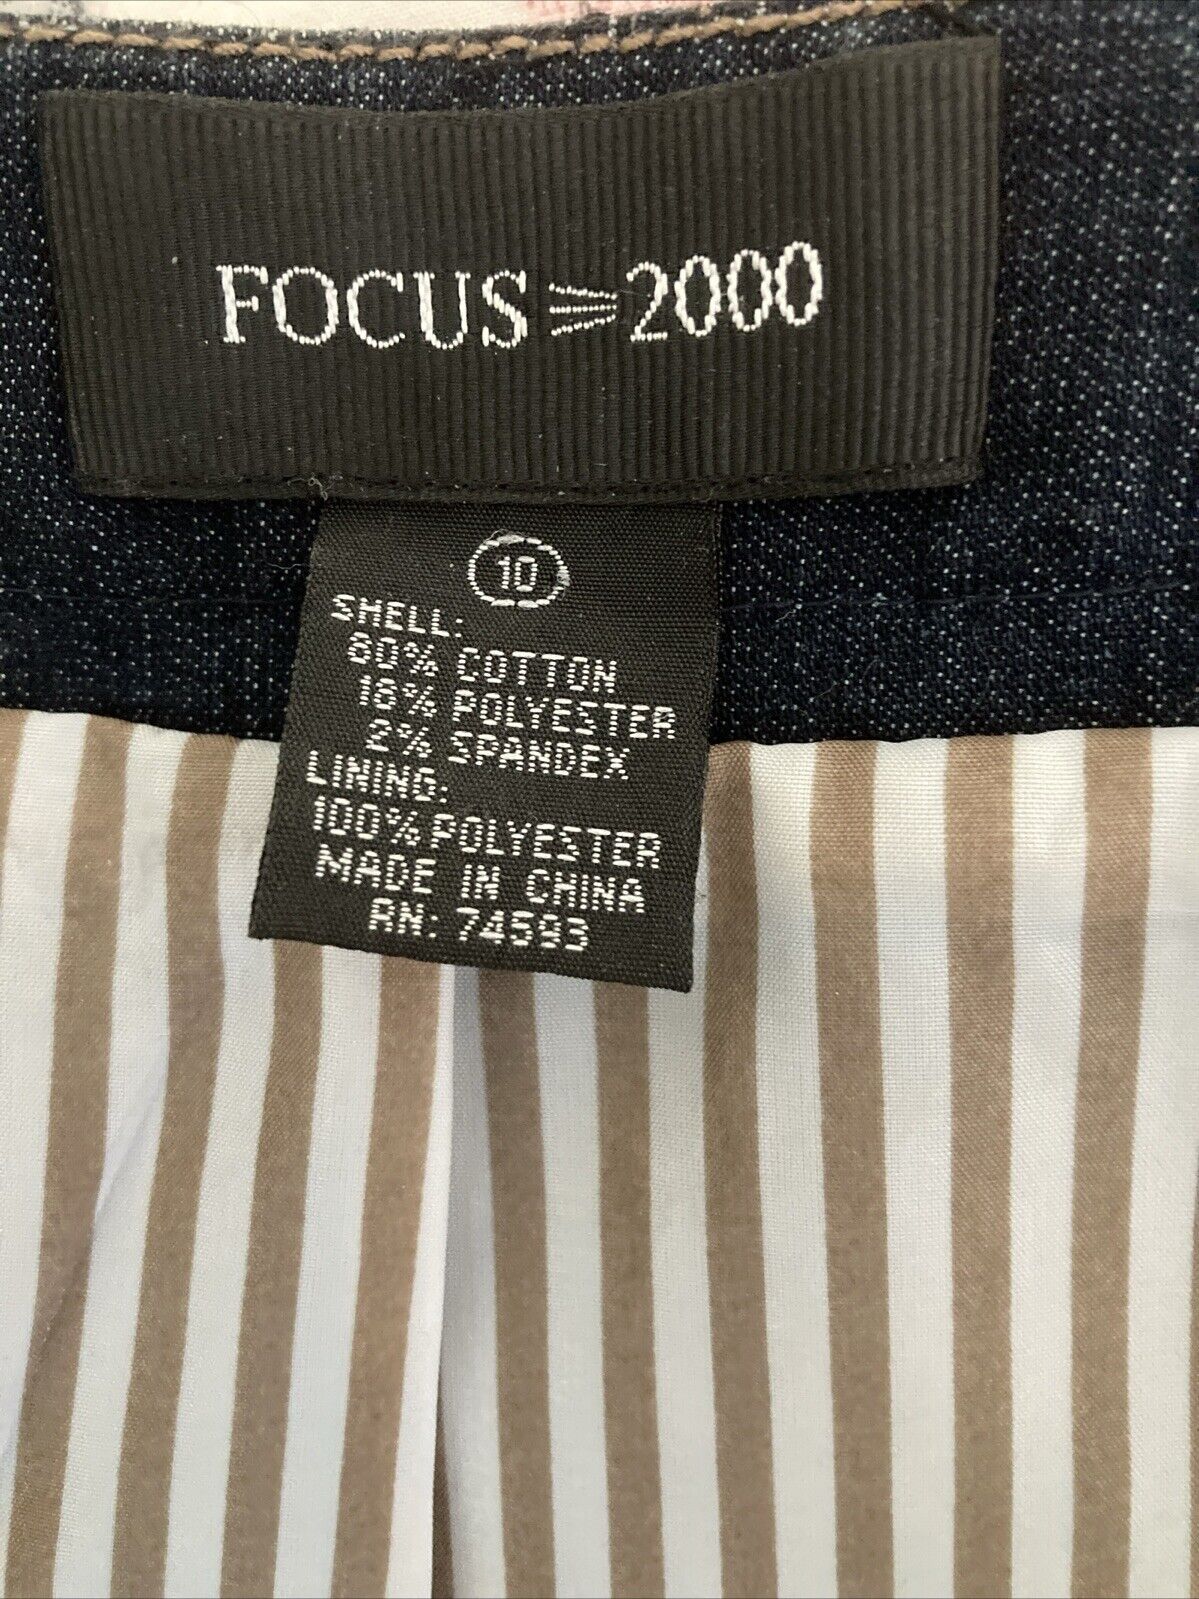 FOCUS 2000
10
SHELL:
80% COTTON
18% POLYESTER
2% SPANDEX
LINING:
100% POLYESTER
MADE IN CHINA
RN: 74593